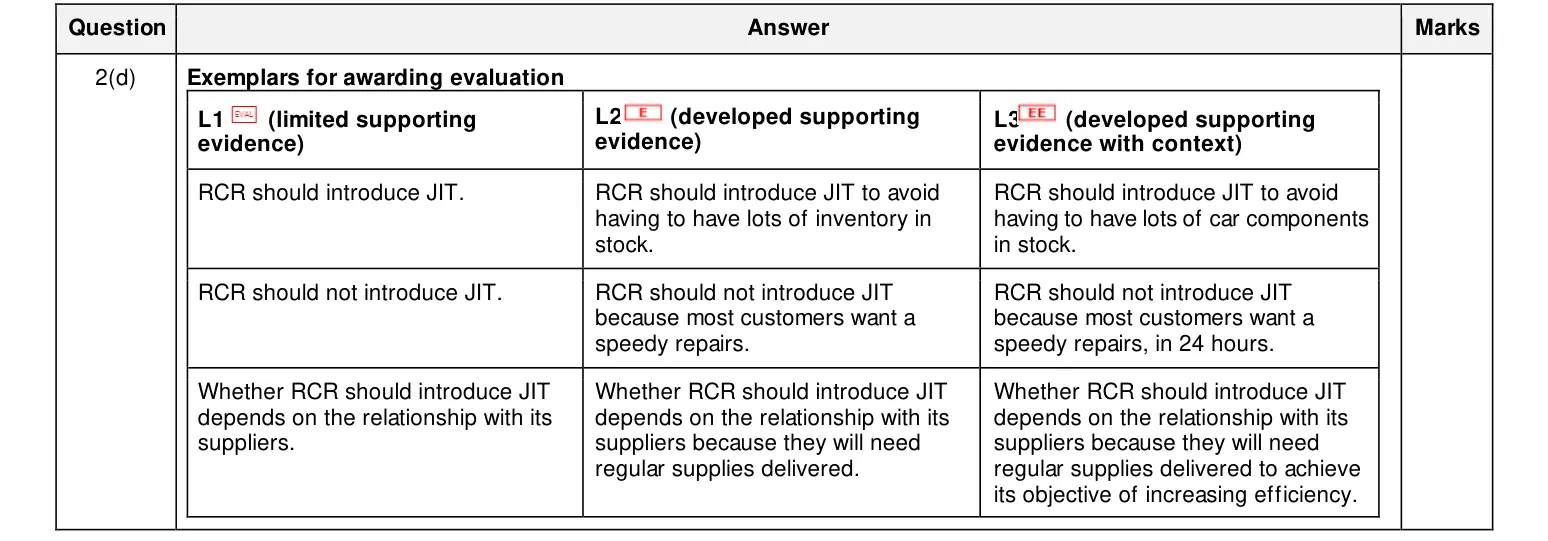 Question Answer Marks
2(d) Exemplars for awarding evaluation
L1 EVAL (limited supporting
evidence)
L2 E (developed supporting
evidence)
L3 EE (developed supporting
evidence with context)
RCR should introduce JIT.
RCR should introduce JIT to avoid
having to have lots of inventory in
stock.
RCR should introduce JIT to avoid
having to have lots of car components
in stock.
RCR should not introduce JIT.
RCR should not introduce JIT
because most customers want a
speedy repairs.
RCR should not introduce JIT
because most customers want a
speedy repairs, in 24 hours.
Whether RCR should introduce JIT
depends on the relationship with its
suppliers.
Whether RCR should introduce JIT
depends on the relationship with its
suppliers because they will need
regular supplies delivered.
Whether RCR should introduce JIT
depends on the relationship with its
suppliers because they will need
regular supplies delivered to achieve
its objective of increasing efficiency.